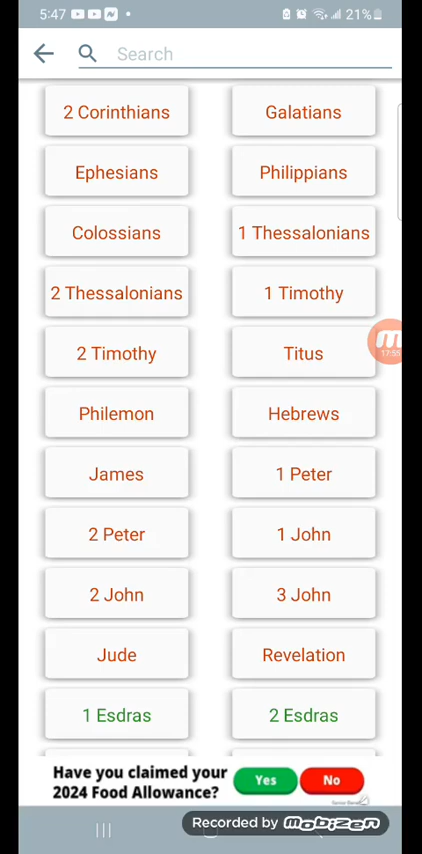 5:47 21%
Search
2 Corinthians Galatians
Ephesians Philippians
Colossians 1 Thessalonians
2 Thessalonians 1 Timothy
2 Timothy Titus
17:55
Philemon Hebrews
James 1 Peter
2 Peter 1 John
2 John 3 John
Jude Revelation
1 Esdras 2 Esdras
Have you claimed your
2024 Food Allowance?
Yes No
Recorded by mobizen